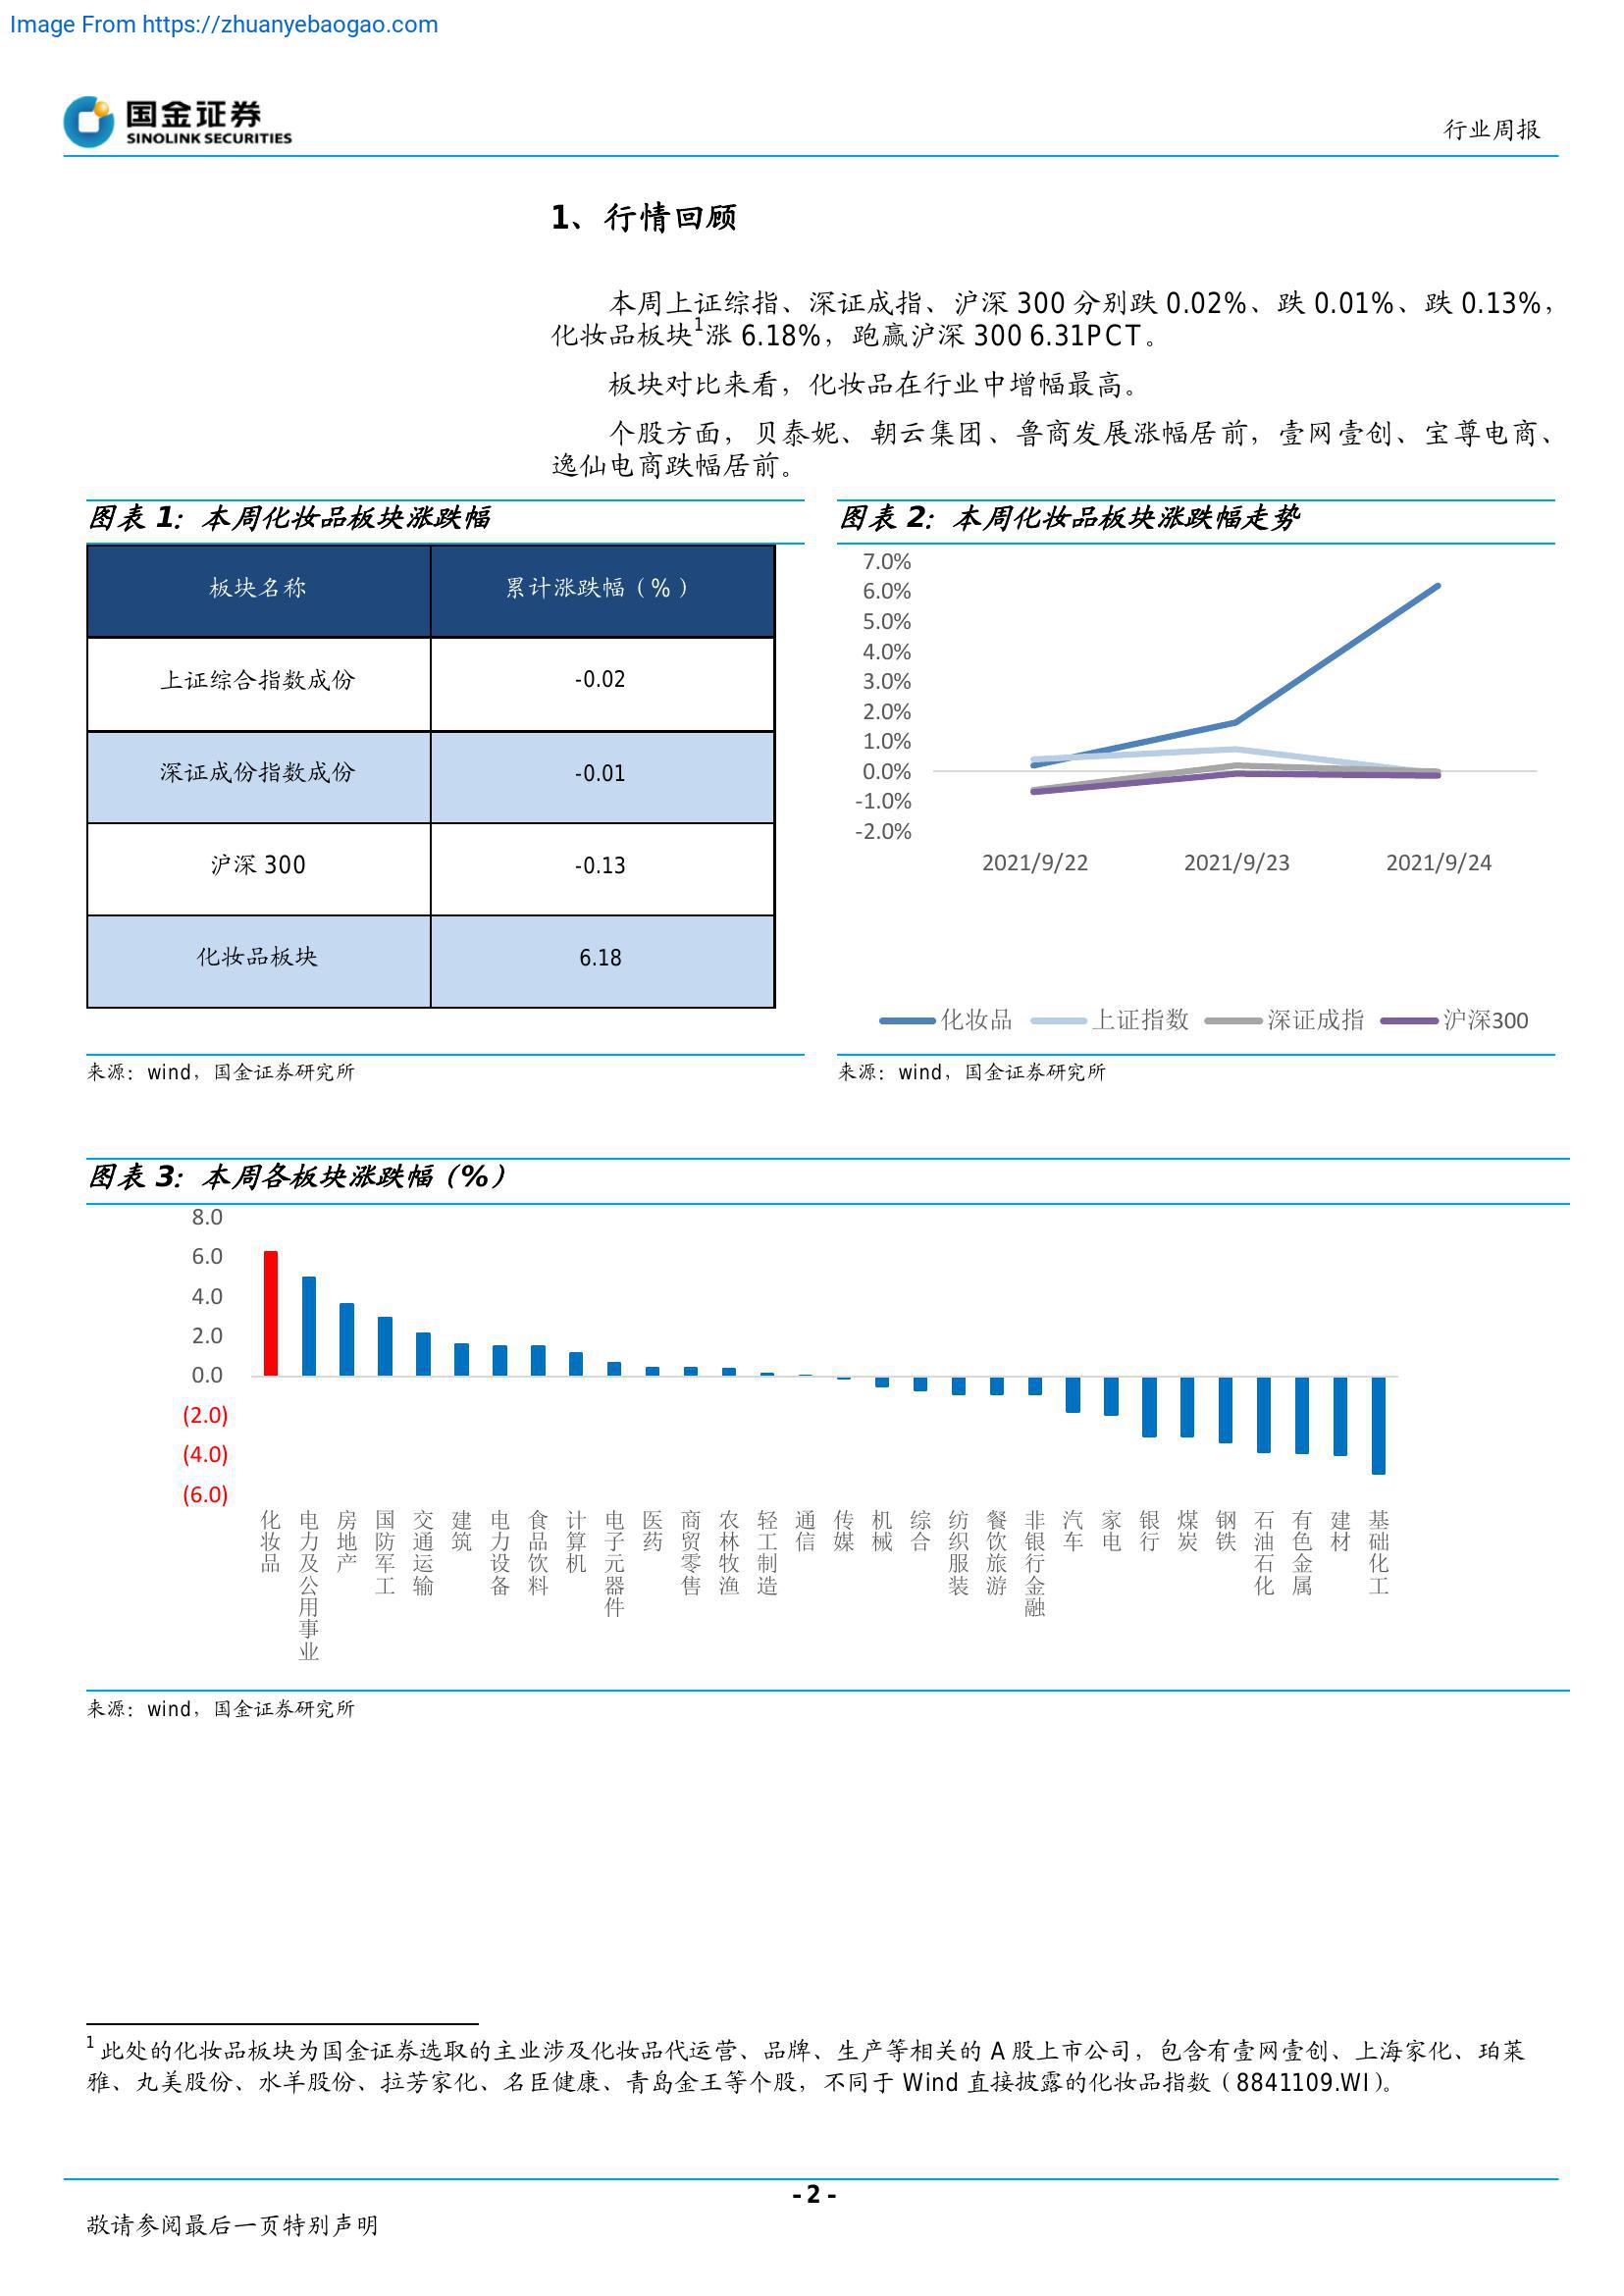 Image From https://zhuanyebaogao.com
国金证券
SINOLINK SECURITIES
行业周报
1、行情回顾
本周上证综指、深证成指、沪深 300 分别跌 0.02%、跌 0.01%、跌 0.13%，
化妆品板块1涨 6.18%，跑赢沪深 300 6.31PCT。
板块对比来看，化妆品在行业中增幅最高。
个股方面，贝泰妮、朝云集团、鲁商发展涨幅居前，壹网壹创、宝尊电商、
逸仙电商跌幅居前。
图表 1：本周化妆品板块涨跌幅
板块名称 累计涨跌幅（%）
上证综合指数成份 -0.02
深证成份指数成份 -0.01
沪深 300 -0.13
化妆品板块 6.18
来源：wind，国金证券研究所
图表 2：本周化妆品板块涨跌幅走势
7.0%
6.0%
5.0%
4.0%
3.0%
2.0%
1.0%
0.0%
-1.0%
-2.0%
2021/9/22 2021/9/23 2021/9/24
化妆品 上证指数 深证成指 沪深300
来源：wind，国金证券研究所
图表 3：本周各板块涨跌幅（%）
8.0
6.0
4.0
2.0
0.0
(2.0)
(4.0)
(6.0)
化妆品
电力及公用事业
房地产
国防军工
交通运输
建筑
电力设备
食品饮料
计算机
电子元器件
医药
商贸零售
农林牧渔
轻工制造
通信
传媒
机械
综合
纺织服装
餐饮旅游
非银行金融
汽车
家电
银行
煤炭
钢铁
石油石化
有色金属
建材
基础化工
来源：wind，国金证券研究所
1 此处的化妆品板块为国金证券选取的主业涉及化妆品代运营、品牌、生产等相关的 A 股上市公司，包含有壹网壹创、上海家化、珀莱
雅、丸美股份、水羊股份、拉芳家化、名臣健康、青岛金王等个股，不同于 Wind 直接披露的化妆品指数（8841109.WI）。
- 2 -
敬请参阅最后一页特别声明